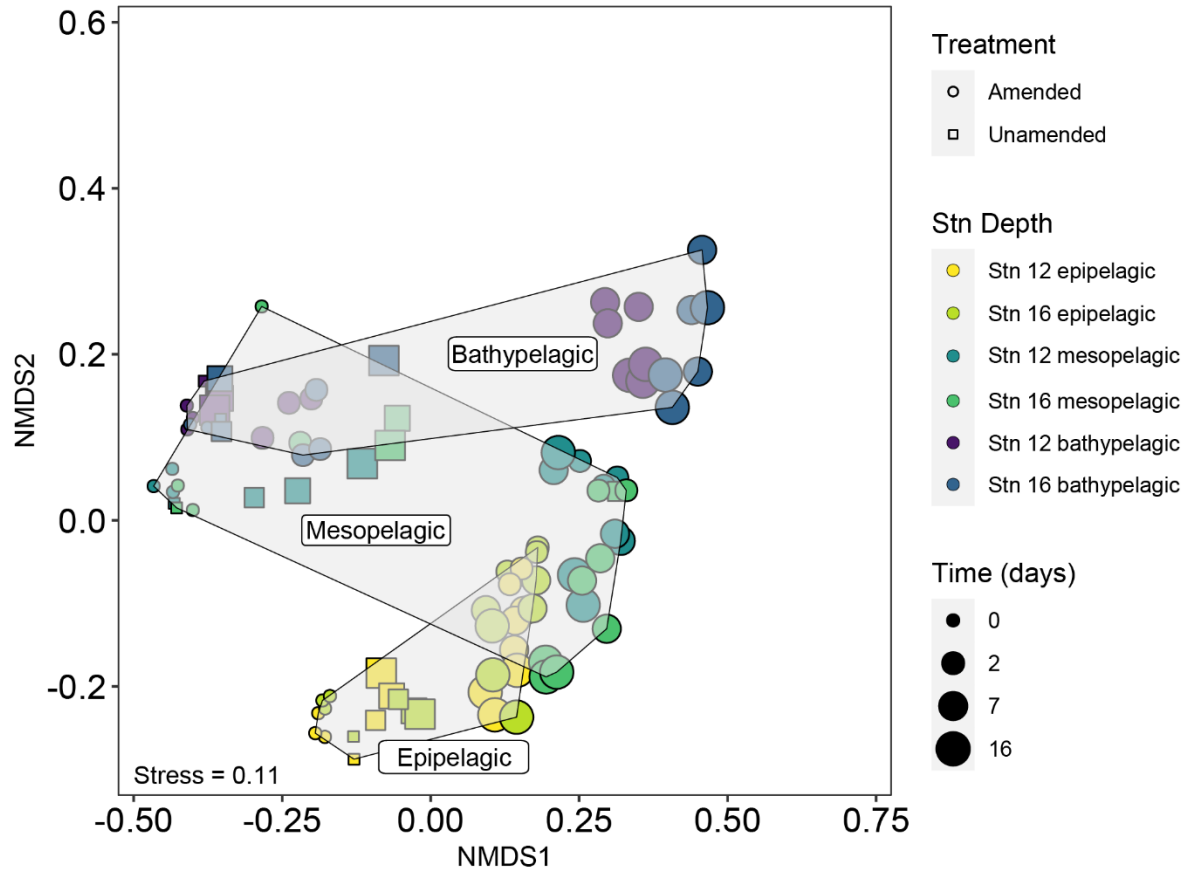 0.6
0.4
0.2
0.0
-0.2
NMDS2
Bathypelagic
Mesopelagic
Epipelagic
Stress = 0.11
-0.50 -0.25 0.00 0.25 0.50 0.75
NMDS1
Treatment
Amended
Unamended
Stn Depth
Stn 12 epipelagic
Stn 16 epipelagic
Stn 12 mesopelagic
Stn 16 mesopelagic
Stn 12 bathypelagic
Stn 16 bathypelagic
Time (days)
0
2
7
16